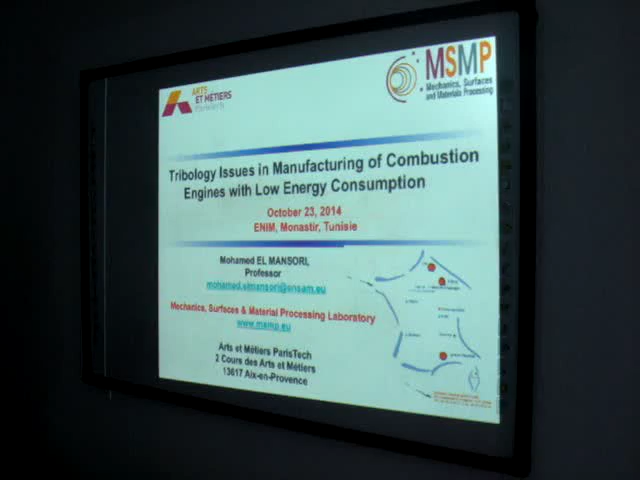 ARTS
ET MÉTIERS
ParisTech
MSMP
Mechanics, Surfaces
and Materials Processing
Tribology Issues in Manufacturing of Combustion
Engines with Low Energy Consumption
October 23, 2014
ENIM, Monastir, Tunisie
Mohamed EL MANSORI,
Professor
mohamed.elmansori@ensam.eu
Mechanics, Surfaces & Material Processing Laboratory
www.msmp.eu
Arts et Métiers ParisTech
2 Cours des Arts et Métiers
13617 Aix-en-Provence